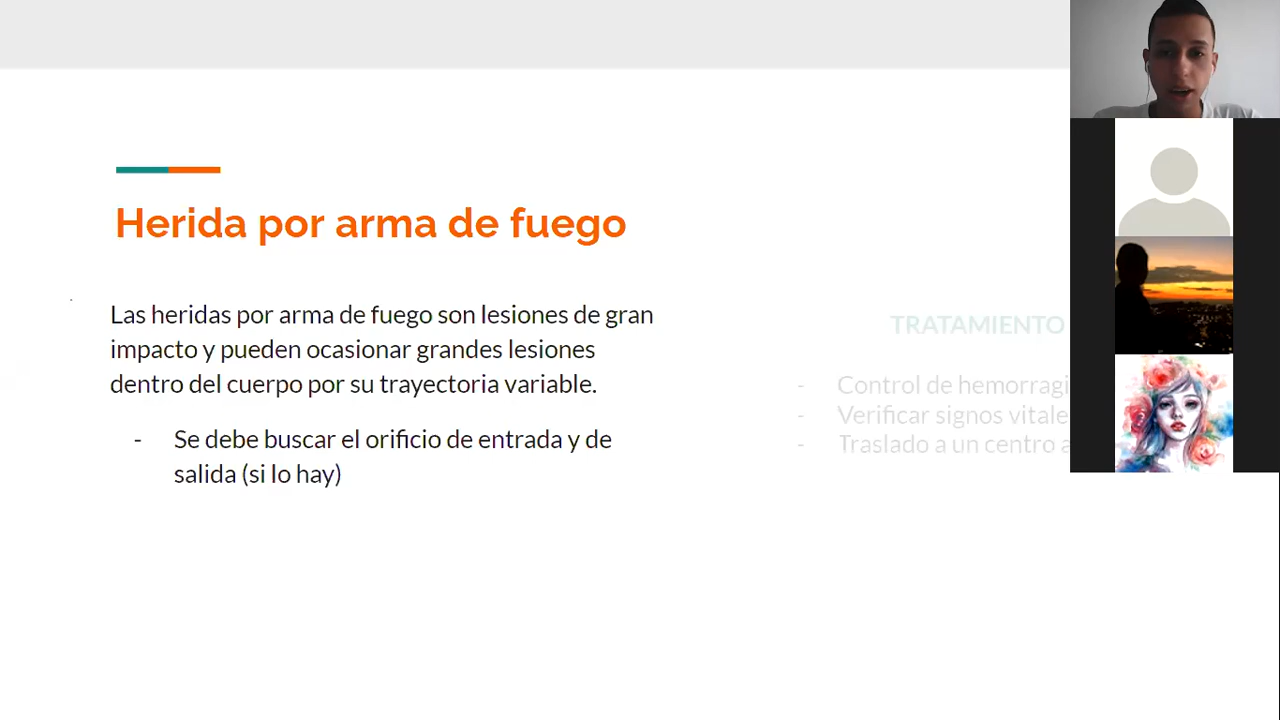 Herida por arma de fuego
Las heridas por arma de fuego son lesiones de gran
impacto y pueden ocasionar grandes lesiones
dentro del cuerpo por su trayectoria variable.
- Se debe buscar el orificio de entrada y de
salida (si lo hay)
TRATAMIENTO
- Control de hemorragi
- Verificar signos vitale
- Traslado a un centro a